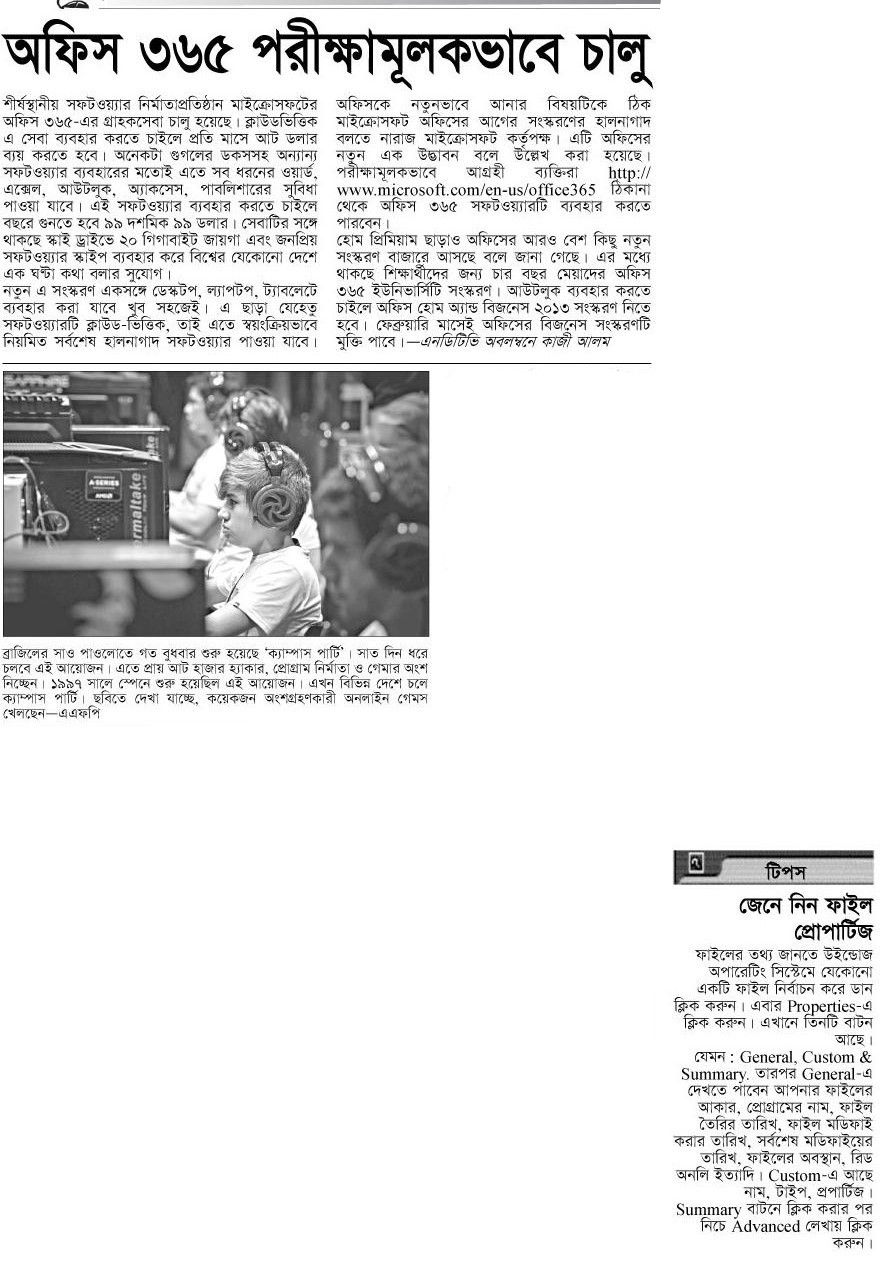 অফিস ৩৬৫ পরীক্ষামূলকভাবে চালু
শীর্ষস্থানীয় সফটওয়্যার নির্মাতাপ্রতিষ্ঠান মাইক্রোসফটের
অফিস ৩৬৫-এর গ্রাহকসেবা চালু হয়েছে। ক্লাউডভিত্তিক
এ সেবা ব্যবহার করতে চাইলে প্রতি মাসে আট ডলার
ব্যয় করতে হবে। অনেকটা গুগলের ডকসসহ অন্যান্য
সফটওয়্যার ব্যবহারের মতোই এতে সব ধরনের ওয়ার্ড,
এক্সেল, আউটলুক, অ্যাকসেস, পাবলিশারের সুবিধা
পাওয়া যাবে। এই সফটওয়্যার ব্যবহার করতে চাইলে
বছরে গুনতে হবে ৯৯ দশমিক ৯৯ ডলার। সেবাটির সঙ্গে
থাকছে স্কাই ড্রাইভে ২০ গিগাবাইট জায়গা এবং জনপ্রিয়
সফটওয়্যার স্কাইপ ব্যবহার করে বিশ্বের যেকোনো দেশে
এক ঘণ্টা কথা বলার সুযোগ।
নতুন এ সংস্করণ একসঙ্গে ডেস্কটপ, ল্যাপটপ, ট্যাবলেটে
ব্যবহার করা যাবে খুব সহজেই। এ ছাড়া যেহেতু
সফটওয়্যারটি ক্লাউড-ভিত্তিক, তাই এতে স্বয়ংক্রিয়ভাবে
নিয়মিত সর্বশেষ হালনাগাদ সফটওয়্যার পাওয়া যাবে।
অফিসকে নতুনভাবে আনার বিষয়টিকে ঠিক
মাইক্রোসফট অফিসের আগের সংস্করণের হালনাগাদ
বলতে নারাজ মাইক্রোসফট কর্তৃপক্ষ। এটি অফিসের
নতুন এক উদ্ভাবন বলে উল্লেখ করা হয়েছে।
পরীক্ষামূলকভাবে আগ্রহী ব্যক্তিরা http://
www.microsoft.com/en-us/office365 ঠিকানা
থেকে অফিস ৩৬৫ সফটওয়্যারটি ব্যবহার করতে
পারবেন।
হোম প্রিমিয়াম ছাড়াও অফিসের আরও বেশ কিছু নতুন
সংস্করণ বাজারে আসছে বলে জানা গেছে। এর মধ্যে
থাকছে শিক্ষার্থীদের জন্য চার বছর মেয়াদের অফিস
৩৬৫ ইউনিভার্সিটি সংস্করণ। আউটলুক ব্যবহার করতে
চাইলে অফিস হোম অ্যান্ড বিজনেস ২০১৩ সংস্করণ নিতে
হবে। ফেব্রুয়ারি মাসেই অফিসের বিজনেস সংস্করণটি
মুক্তি পাবে।—এনডিটিভি অবলম্বনে কাজী আলম
SAPPHIRE
take
A-SERIES
AMD
ermaltake
ব্রাজিলের সাও পাওলোতে গত বুধবার শুরু হয়েছে ‘ক্যাম্পাস পার্টি’। সাত দিন ধরে
চলবে এই আয়োজন। এতে প্রায় আট হাজার হ্যাকার, প্রোগ্রাম নির্মাতা ও গেমার অংশ
নিচ্ছেন। ১৯৯৭ সালে স্পেনে শুরু হয়েছিল এই আয়োজন। এখন বিভিন্ন দেশে চলে
ক্যাম্পাস পার্টি। ছবিতে দেখা যাচ্ছে, কয়েকজন অংশগ্রহণকারী অনলাইন গেমস
খেলছেন—এএফপি
টিপস
জেনে নিন ফাইল
প্রোপার্টিজ
ফাইলের তথ্য জানতে উইন্ডোজ
অপারেটিং সিস্টেমে যেকোনো
একটি ফাইল নির্বাচন করে ডান
ক্লিক করুন। এবার Properties-এ
ক্লিক করুন। এখানে তিনটি বাটন
আছে।
যেমন : General, Custom &
Summary. তারপর General-এ
দেখতে পাবেন আপনার ফাইলের
আকার, প্রোগ্রামের নাম, ফাইল
তৈরির তারিখ, ফাইল মডিফাই
করার তারিখ, সর্বশেষ মডিফাইয়ের
তারিখ, ফাইলের অবস্থান, রিড
অনলি ইত্যাদি। Custom-এ আছে
নাম, টাইপ, প্রপার্টিজ।
Summary বাটনে ক্লিক করার পর
নিচে Advanced লেখায় ক্লিক
করুন।